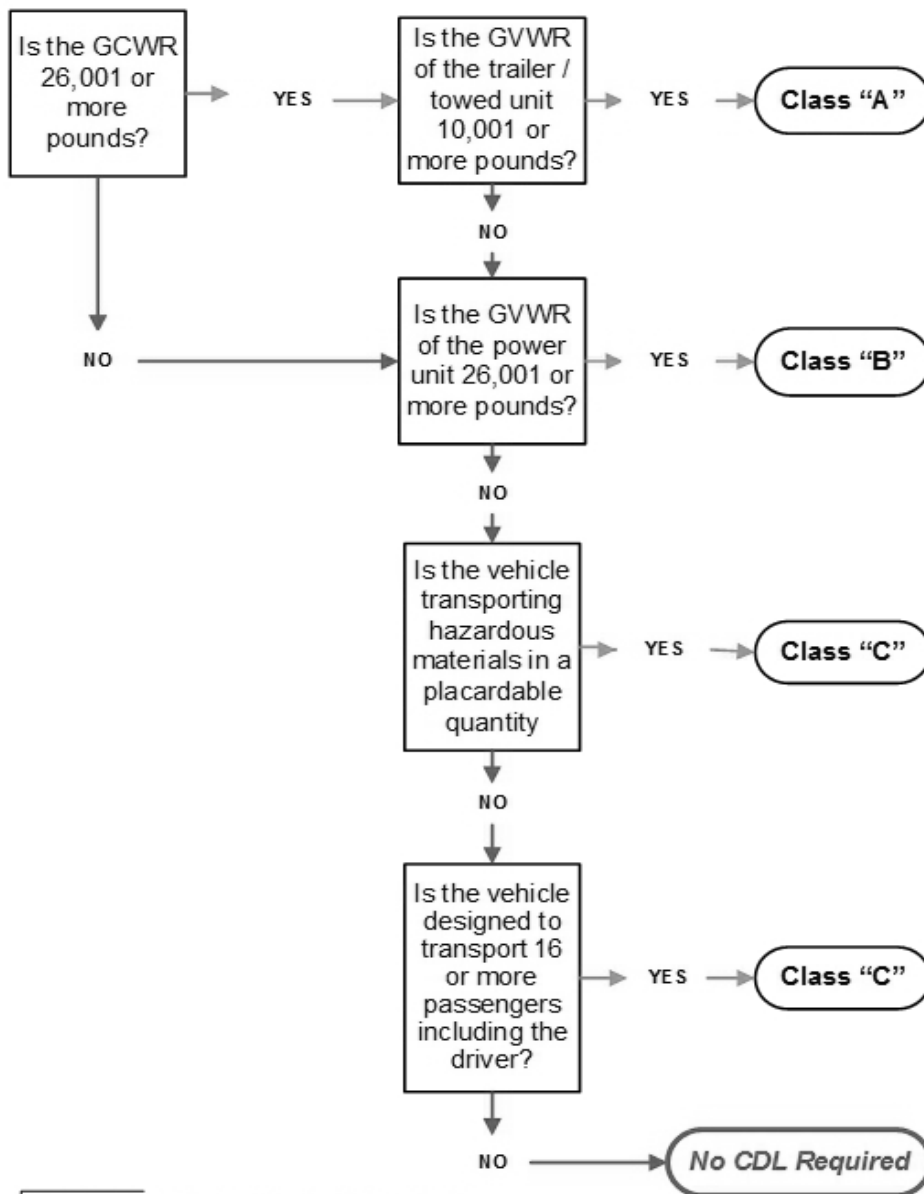 Is the GCWR
26,001 or
more
pounds?
YES
Is the GVWR
of the trailer /
towed unit
10,001 or
more pounds?
YES
Class “A”
NO
NO
Is the GVWR
of the power
unit 26,001 or
more pounds?
YES
Class “B”
NO
Is the vehicle
transporting
hazardous
materials in a
placardable
quantity
YES
Class “C”
NO
Is the vehicle
designed to
transport 16
or more
passengers
including the
driver?
YES
Class “C”
NO
No CDL Required